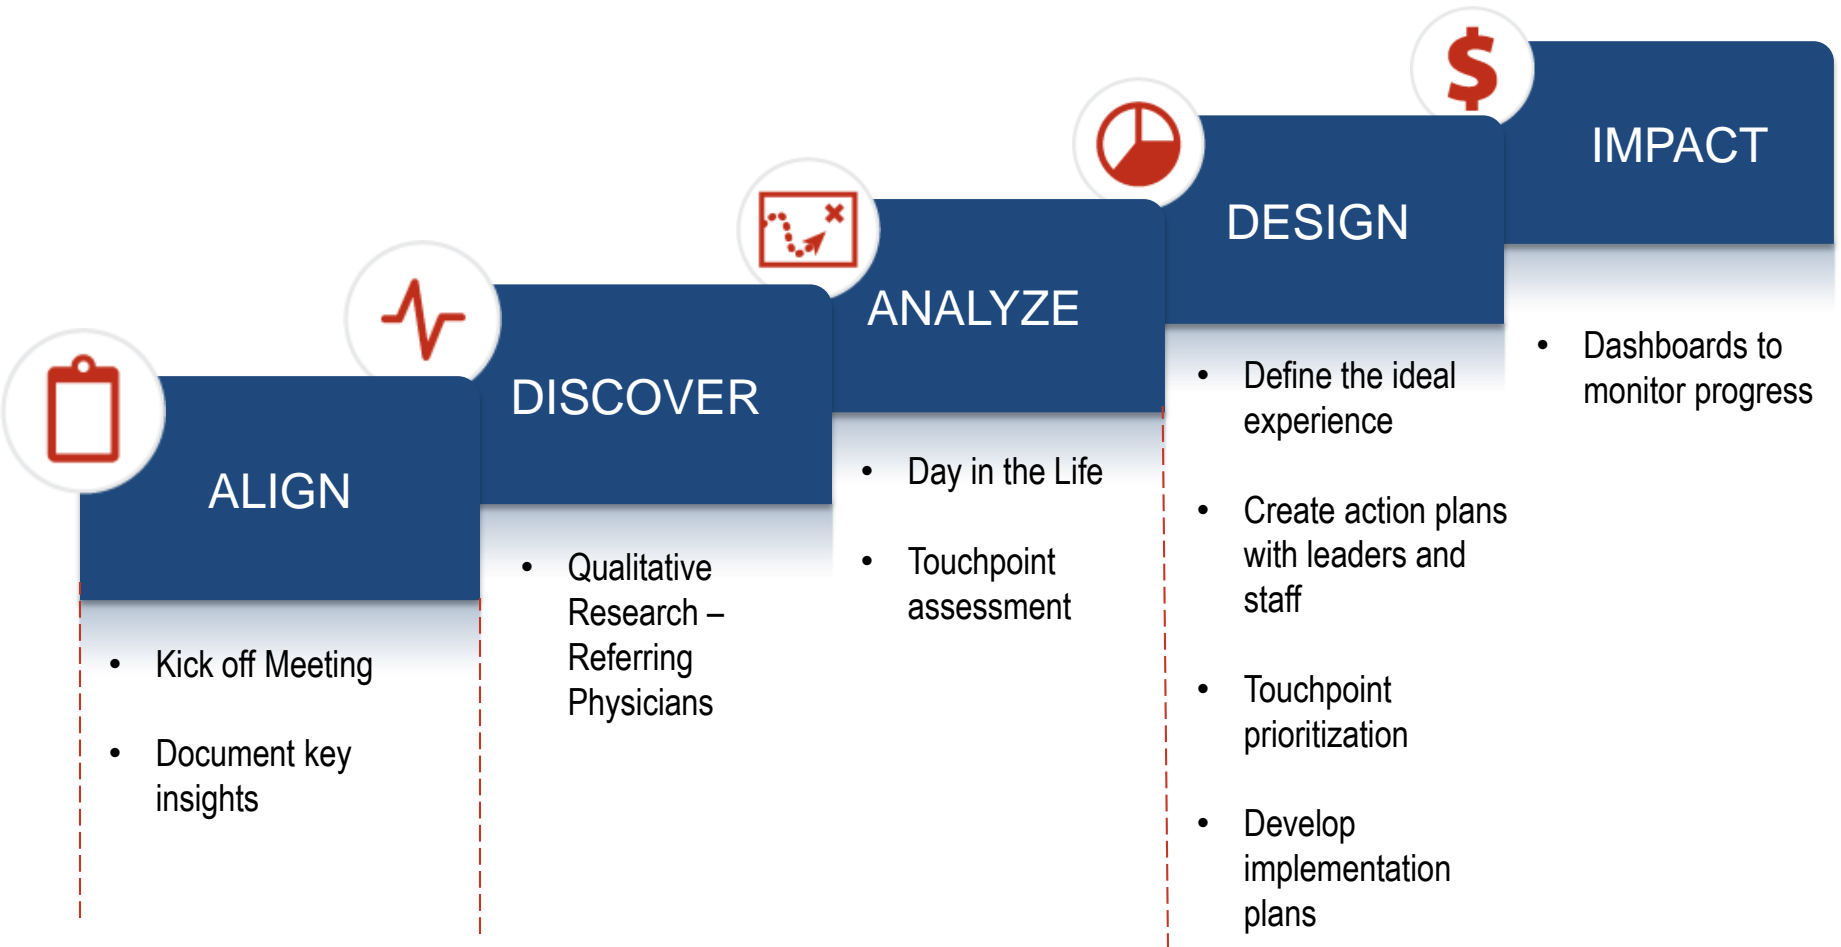 ALIGN
• Kick off Meeting
• Document key
insights
DISCOVER
• Qualitative
Research –
Referring
Physicians
ANALYZE
• Day in the Life
• Touchpoint
assessment
DESIGN
• Define the ideal
experience
• Create action plans
with leaders and
staff
• Touchpoint
prioritization
• Develop
implementation
plans
$
IMPACT
• Dashboards to
monitor progress